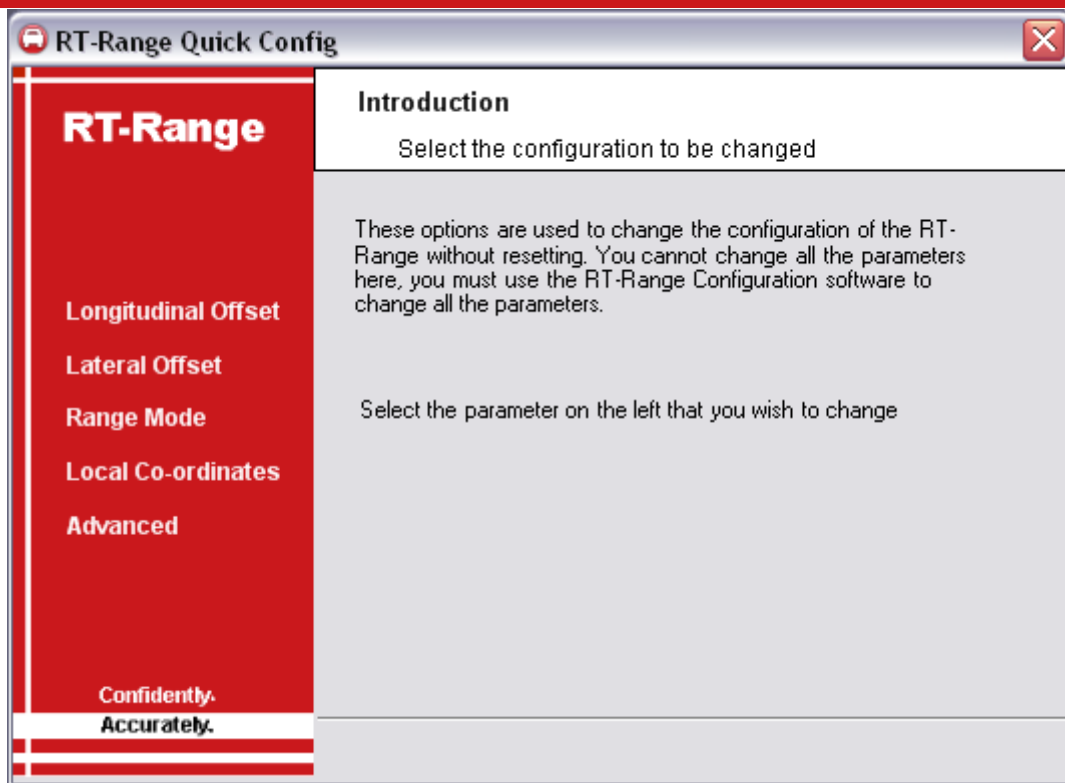 RT-Range Quick Config
RT-Range
Introduction
Select the configuration to be changed
These options are used to change the configuration of the RT-
Range without resetting. You cannot change all the parameters
here, you must use the RT-Range Configuration software to
change all the parameters.
Select the parameter on the left that you wish to change
Longitudinal Offset
Lateral Offset
Range Mode
Local Co-ordinates
Advanced
Confidently.
Accurately.